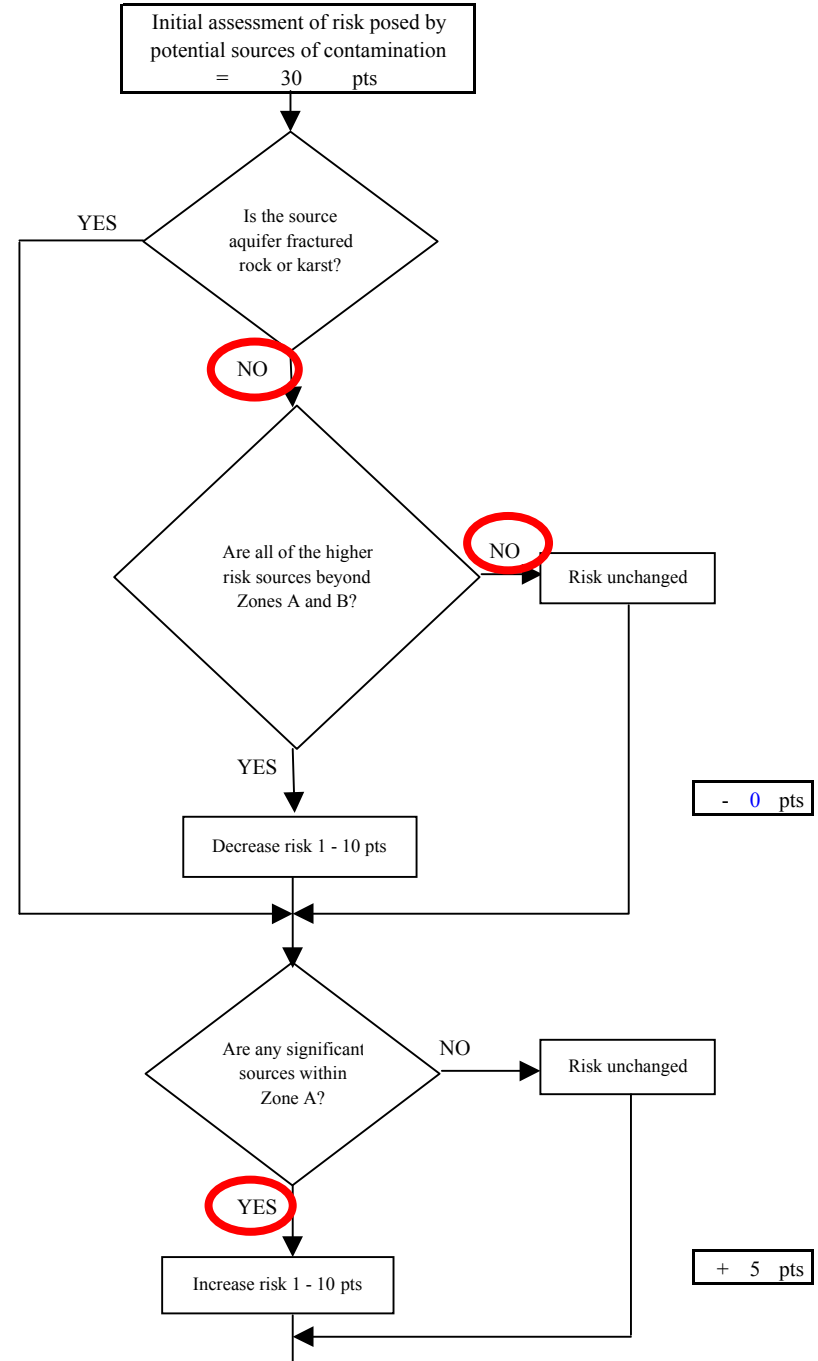 Initial assessment of risk posed by
potential sources of contamination
= 30 pts
YES
Is the source
aquifer fractured
rock or karst?
NO
Are all of the higher
risk sources beyond
Zones A and B?
NO
Risk unchanged
YES
- 0 pts
Decrease risk 1 - 10 pts
Are any significant
sources within
Zone A?
NO
Risk unchanged
YES
Increase risk 1 - 10 pts
+ 5 pts